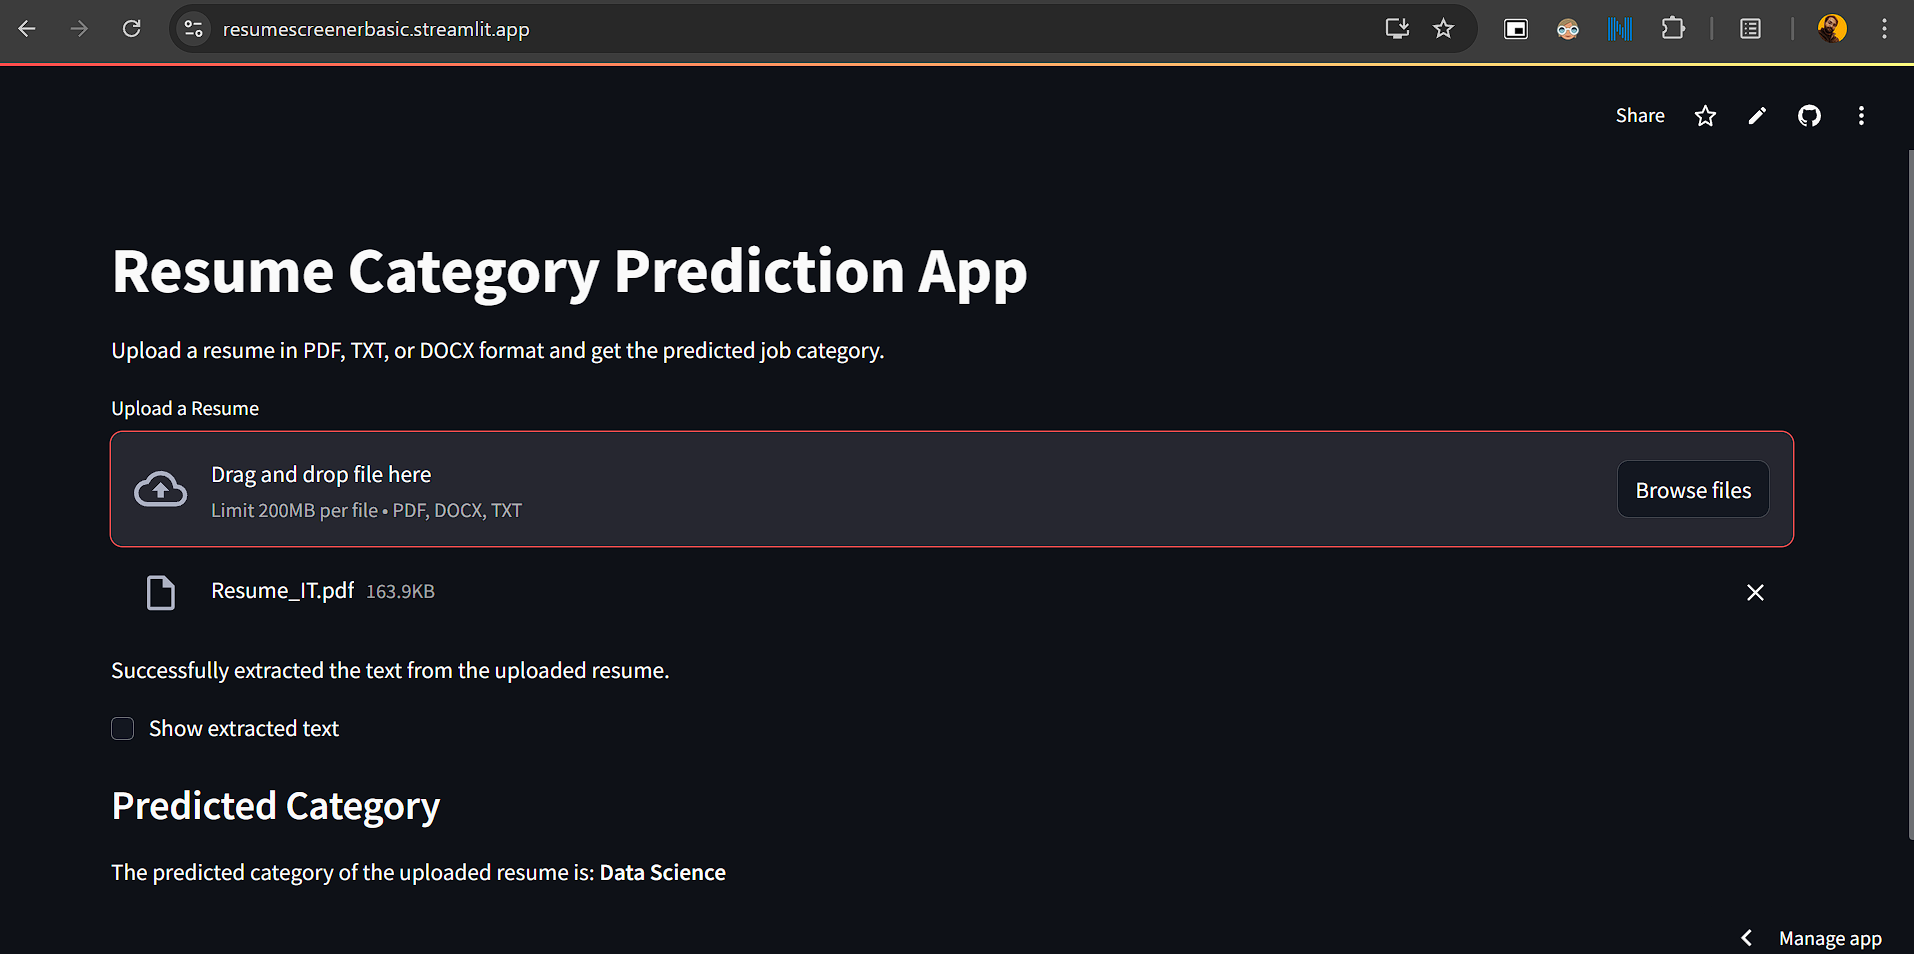 resumescreenerbasic.streamlit.app
Share
Resume Category Prediction App
Upload a resume in PDF, TXT, or DOCX format and get the predicted job category.
Upload a Resume
Drag and drop file here
Limit 200MB per file • PDF, DOCX, TXT
Browse files
Resume_IT.pdf 163.9KB
Successfully extracted the text from the uploaded resume.
Show extracted text
Predicted Category
The predicted category of the uploaded resume is: Data Science
Manage app